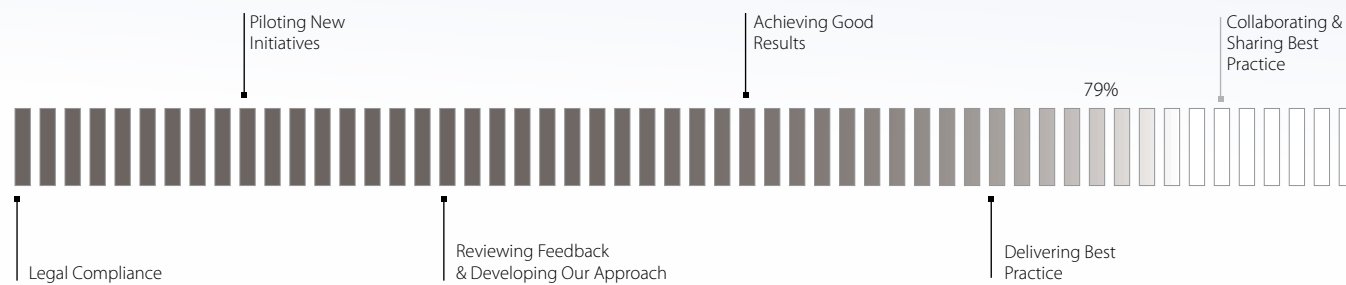 Piloting New
Initiatives
Achieving Good
Results
Collaborating &
Sharing Best
Practice
79%
Legal Compliance
Reviewing Feedback
& Developing Our Approach
Delivering Best
Practice